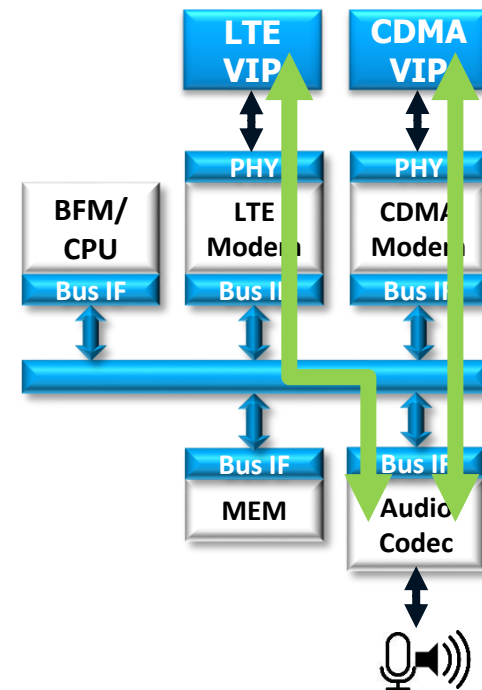 LTE
VIP
CDMA
VIP
PHY
PHY
BFM/
CPU
LTE
Modem
CDMA
Modem
Bus IF
Bus IF
Bus IF
Bus IF
Bus IF
MEM
Audio
Codec